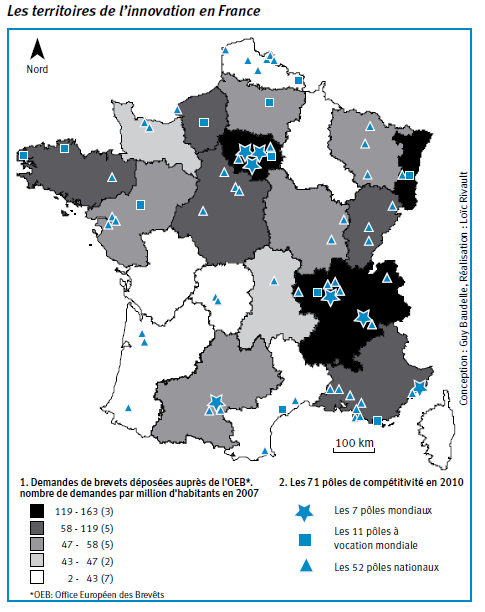 Les territoires de l'innovation en France
Nord
Conception : Guy Baudelle, Réalisation : Loïc Rivault
100 km
1. Demandes de brevets déposées auprès de l'OEB*.
nombre de demandes par million d'habitants en 2007
119 - 163 (3)
58 - 119 (5)
47 - 58 (5)
43 - 47 (2)
2 - 43 (7)
*OEB: Office Européen des Brevêts
2. Les 71 pôles de compétitivité en 2010
Les 7 pôles mondiaux
Les 11 pôles à
vocation mondiale
Les 52 pôles nationaux